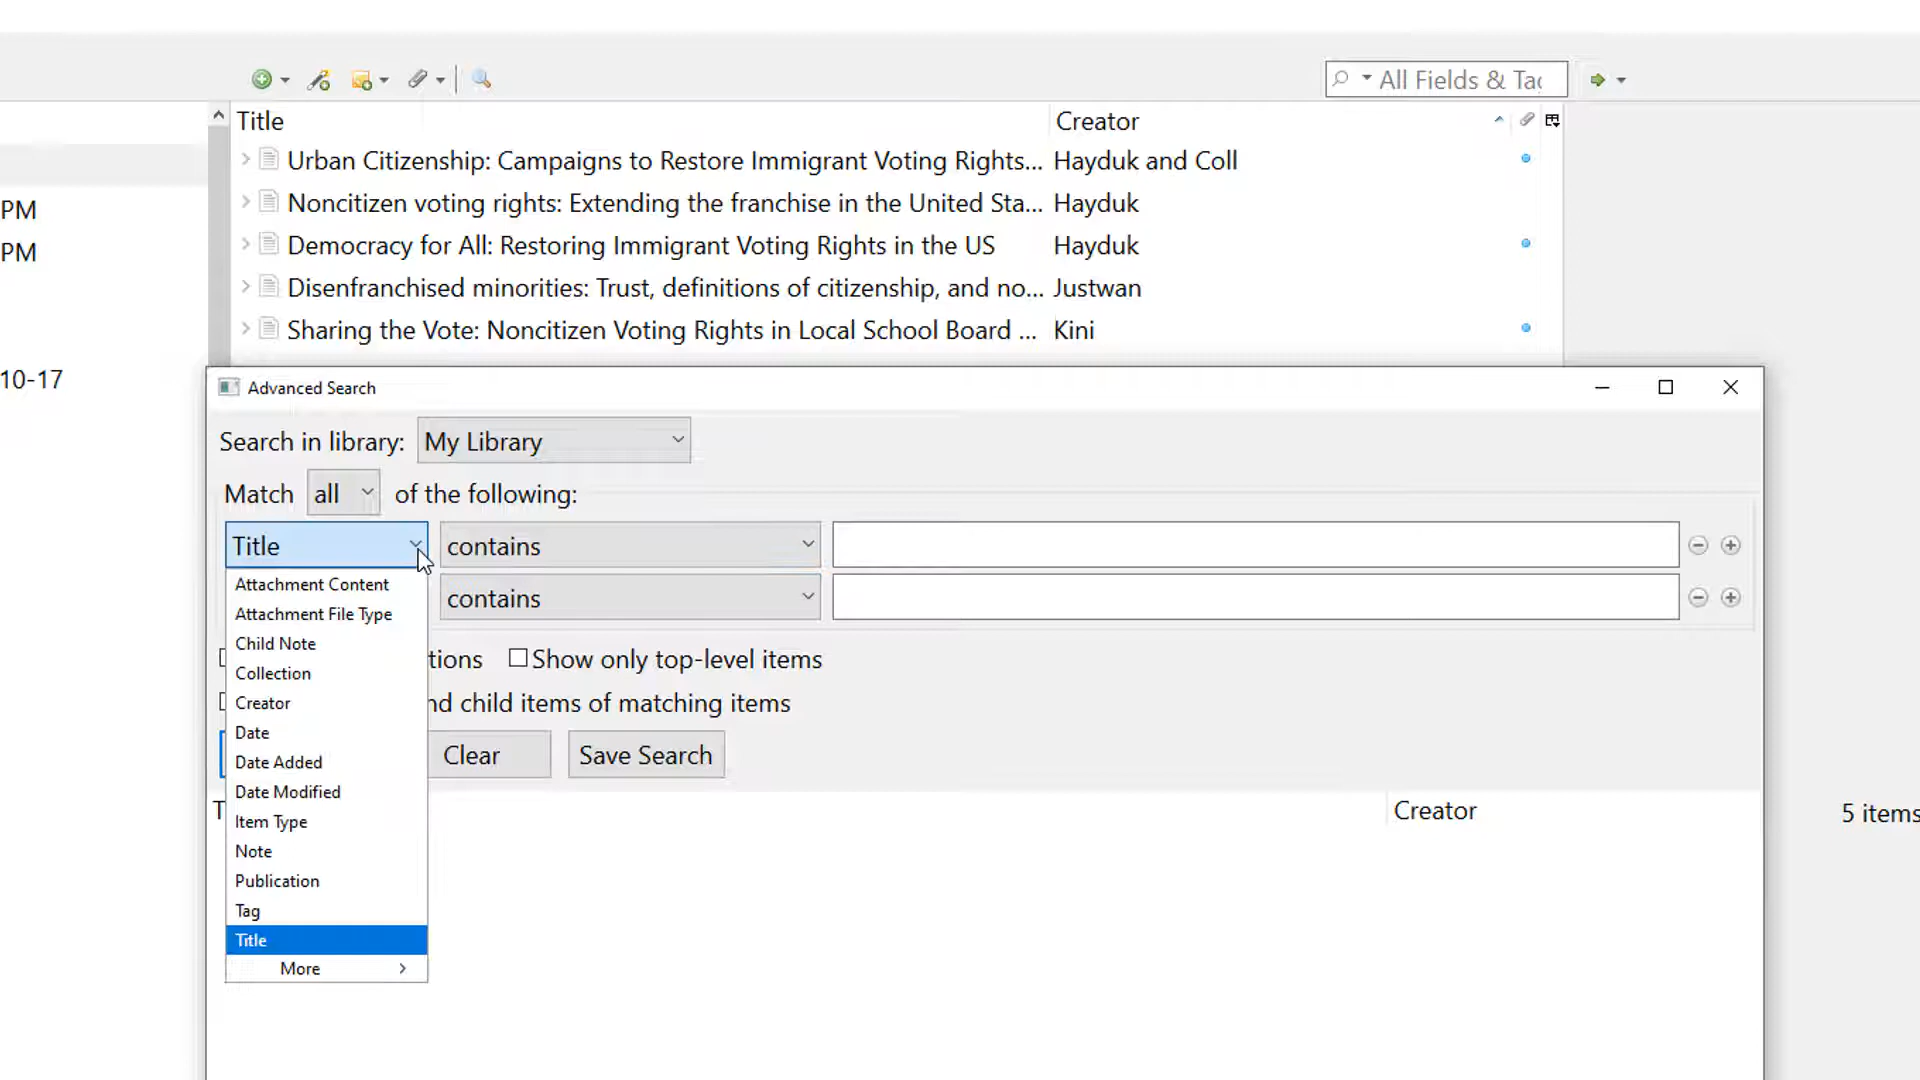 All Fields & Tac
Title Creator
Urban Citizenship: Campaigns to Restore Immigrant Voting Rights... Hayduk and Coll
Noncitizen voting rights: Extending the franchise in the United Sta... Hayduk
PM
Democracy for All: Restoring Immigrant Voting Rights in the US Hayduk
PM
Disenfranchised minorities: Trust, definitions of citizenship, and no... Justwan
Sharing the Vote: Noncitizen Voting Rights in Local School Board ... Kini
10-17
Advanced Search
Search in library: My Library
Match all of the following:
Title contains
contains
Attachment Content
Attachment File Type
Child Note
Collection
Creator
Date
Date Added
Date Modified
Item Type
Note
Publication
Tag
Title
More
tions Show only top-level items
nd child items of matching items
Clear Save Search
T Creator
5 items